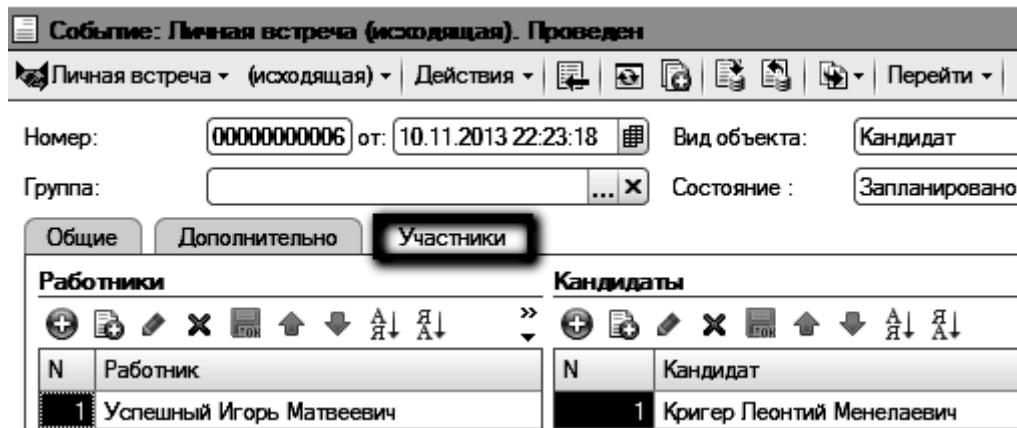 Событие: Личная встреча (исходящая). Проведен
Личная встреча (исходящая) Действия Перейти
Номер: 00000000006 от: 10.11.2013 22:23:18 Вид объекта: Кандидат
Группа: ... Состояние : Запланировано
Общие Дополнительно Участники
Работники Кандидаты
N Работник N Кандидат
1 Успешный Игорь Матвеевич 1 Кригер Леонтий Менелаевич